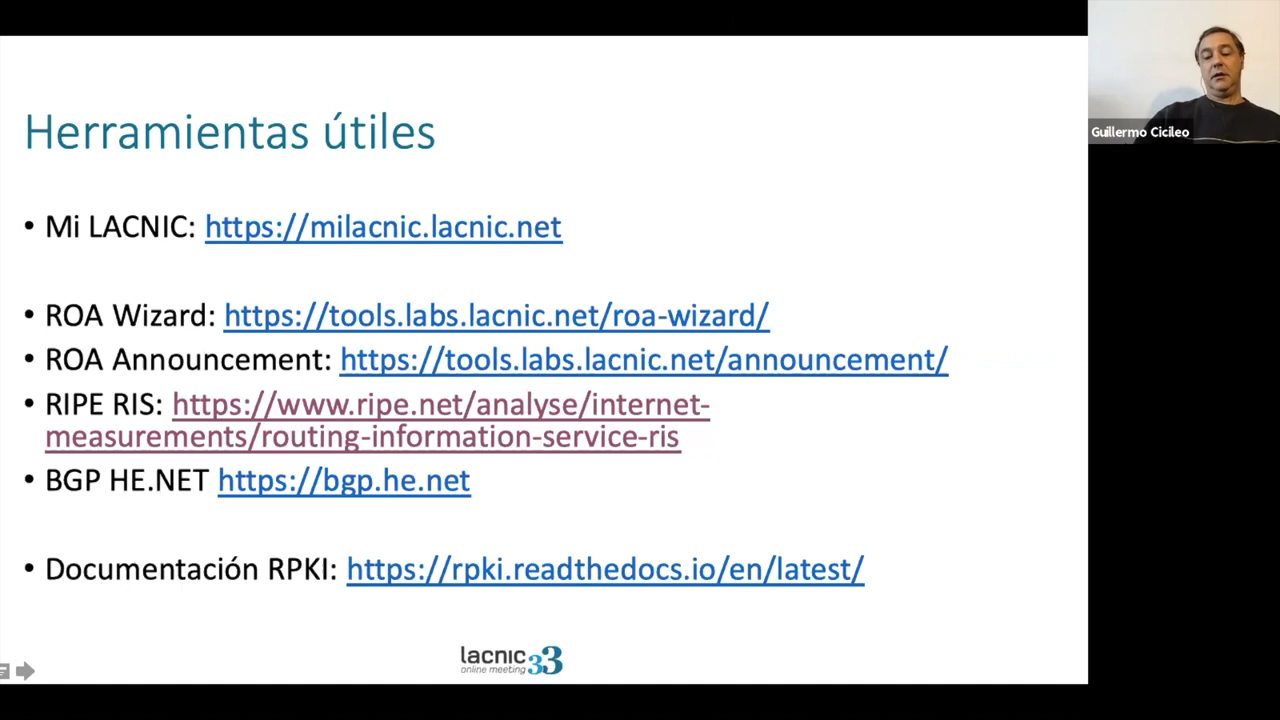 Herramientas útiles
• Mi LACNIC: https://milacnic.lacnic.net
• ROA Wizard: https://tools.labs.lacnic.net/roa-wizard/
• ROA Announcement: https://tools.labs.lacnic.net/announcement/
• RIPE RIS: https://www.ripe.net/analyse/internet-
measurements/routing-information-service-ris
• BGP HE.NET https://bgp.he.net
• Documentación RPKI: https://rpki.readthedocs.io/en/latest/
lacnic 33
online meeting
Guillermo Cicileo